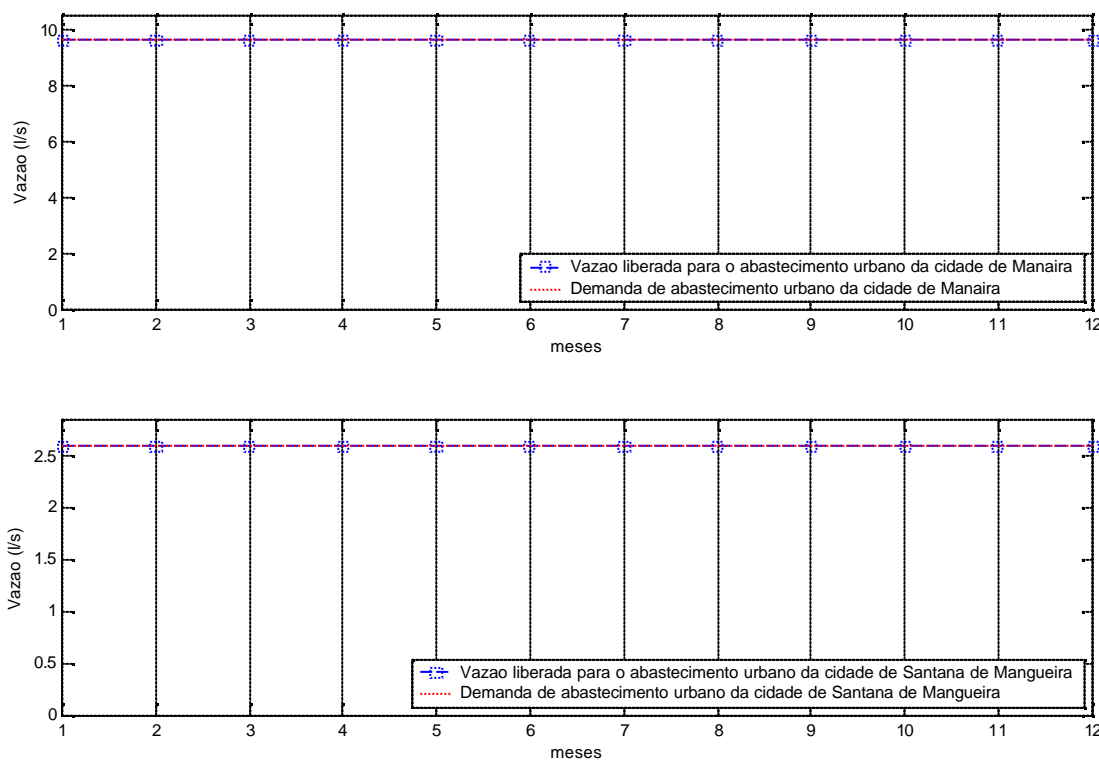 10
8
6
4
2
0
Vazao (l/s)
Vazao liberada para o abastecimento urbano da cidade de Manaira
Demanda de abastecimento urbano da cidade de Manaira
1 2 3 4 5 6 7 8 9 10 11 12
meses
2.5
2
1.5
1
0.5
0
Vazao (l/s)
Vazao liberada para o abastecimento urbano da cidade de Santana de Mangueira
Demanda de abastecimento urbano da cidade de Santana de Mangueira
1 2 3 4 5 6 7 8 9 10 11 12
meses